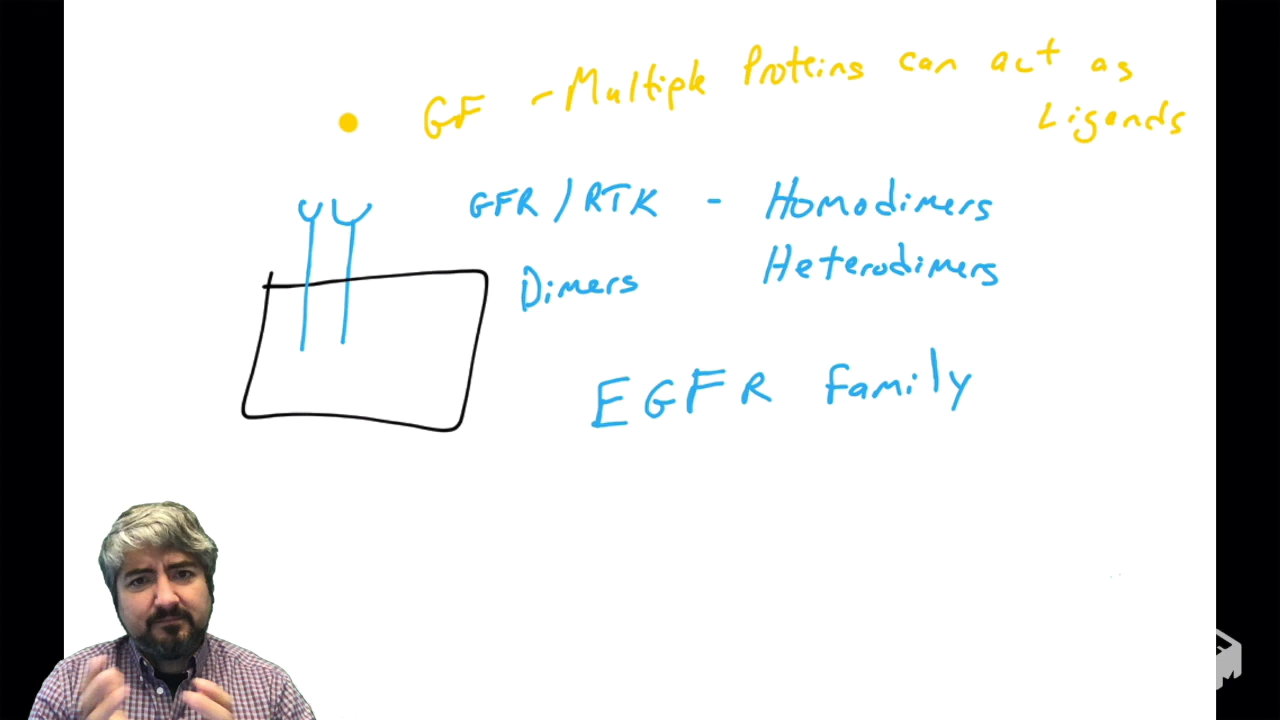 GF - Multiple Proteins can act as
Ligands
GFR/RTK - Homodimers
Dimers Heterodimers
EGFR Family